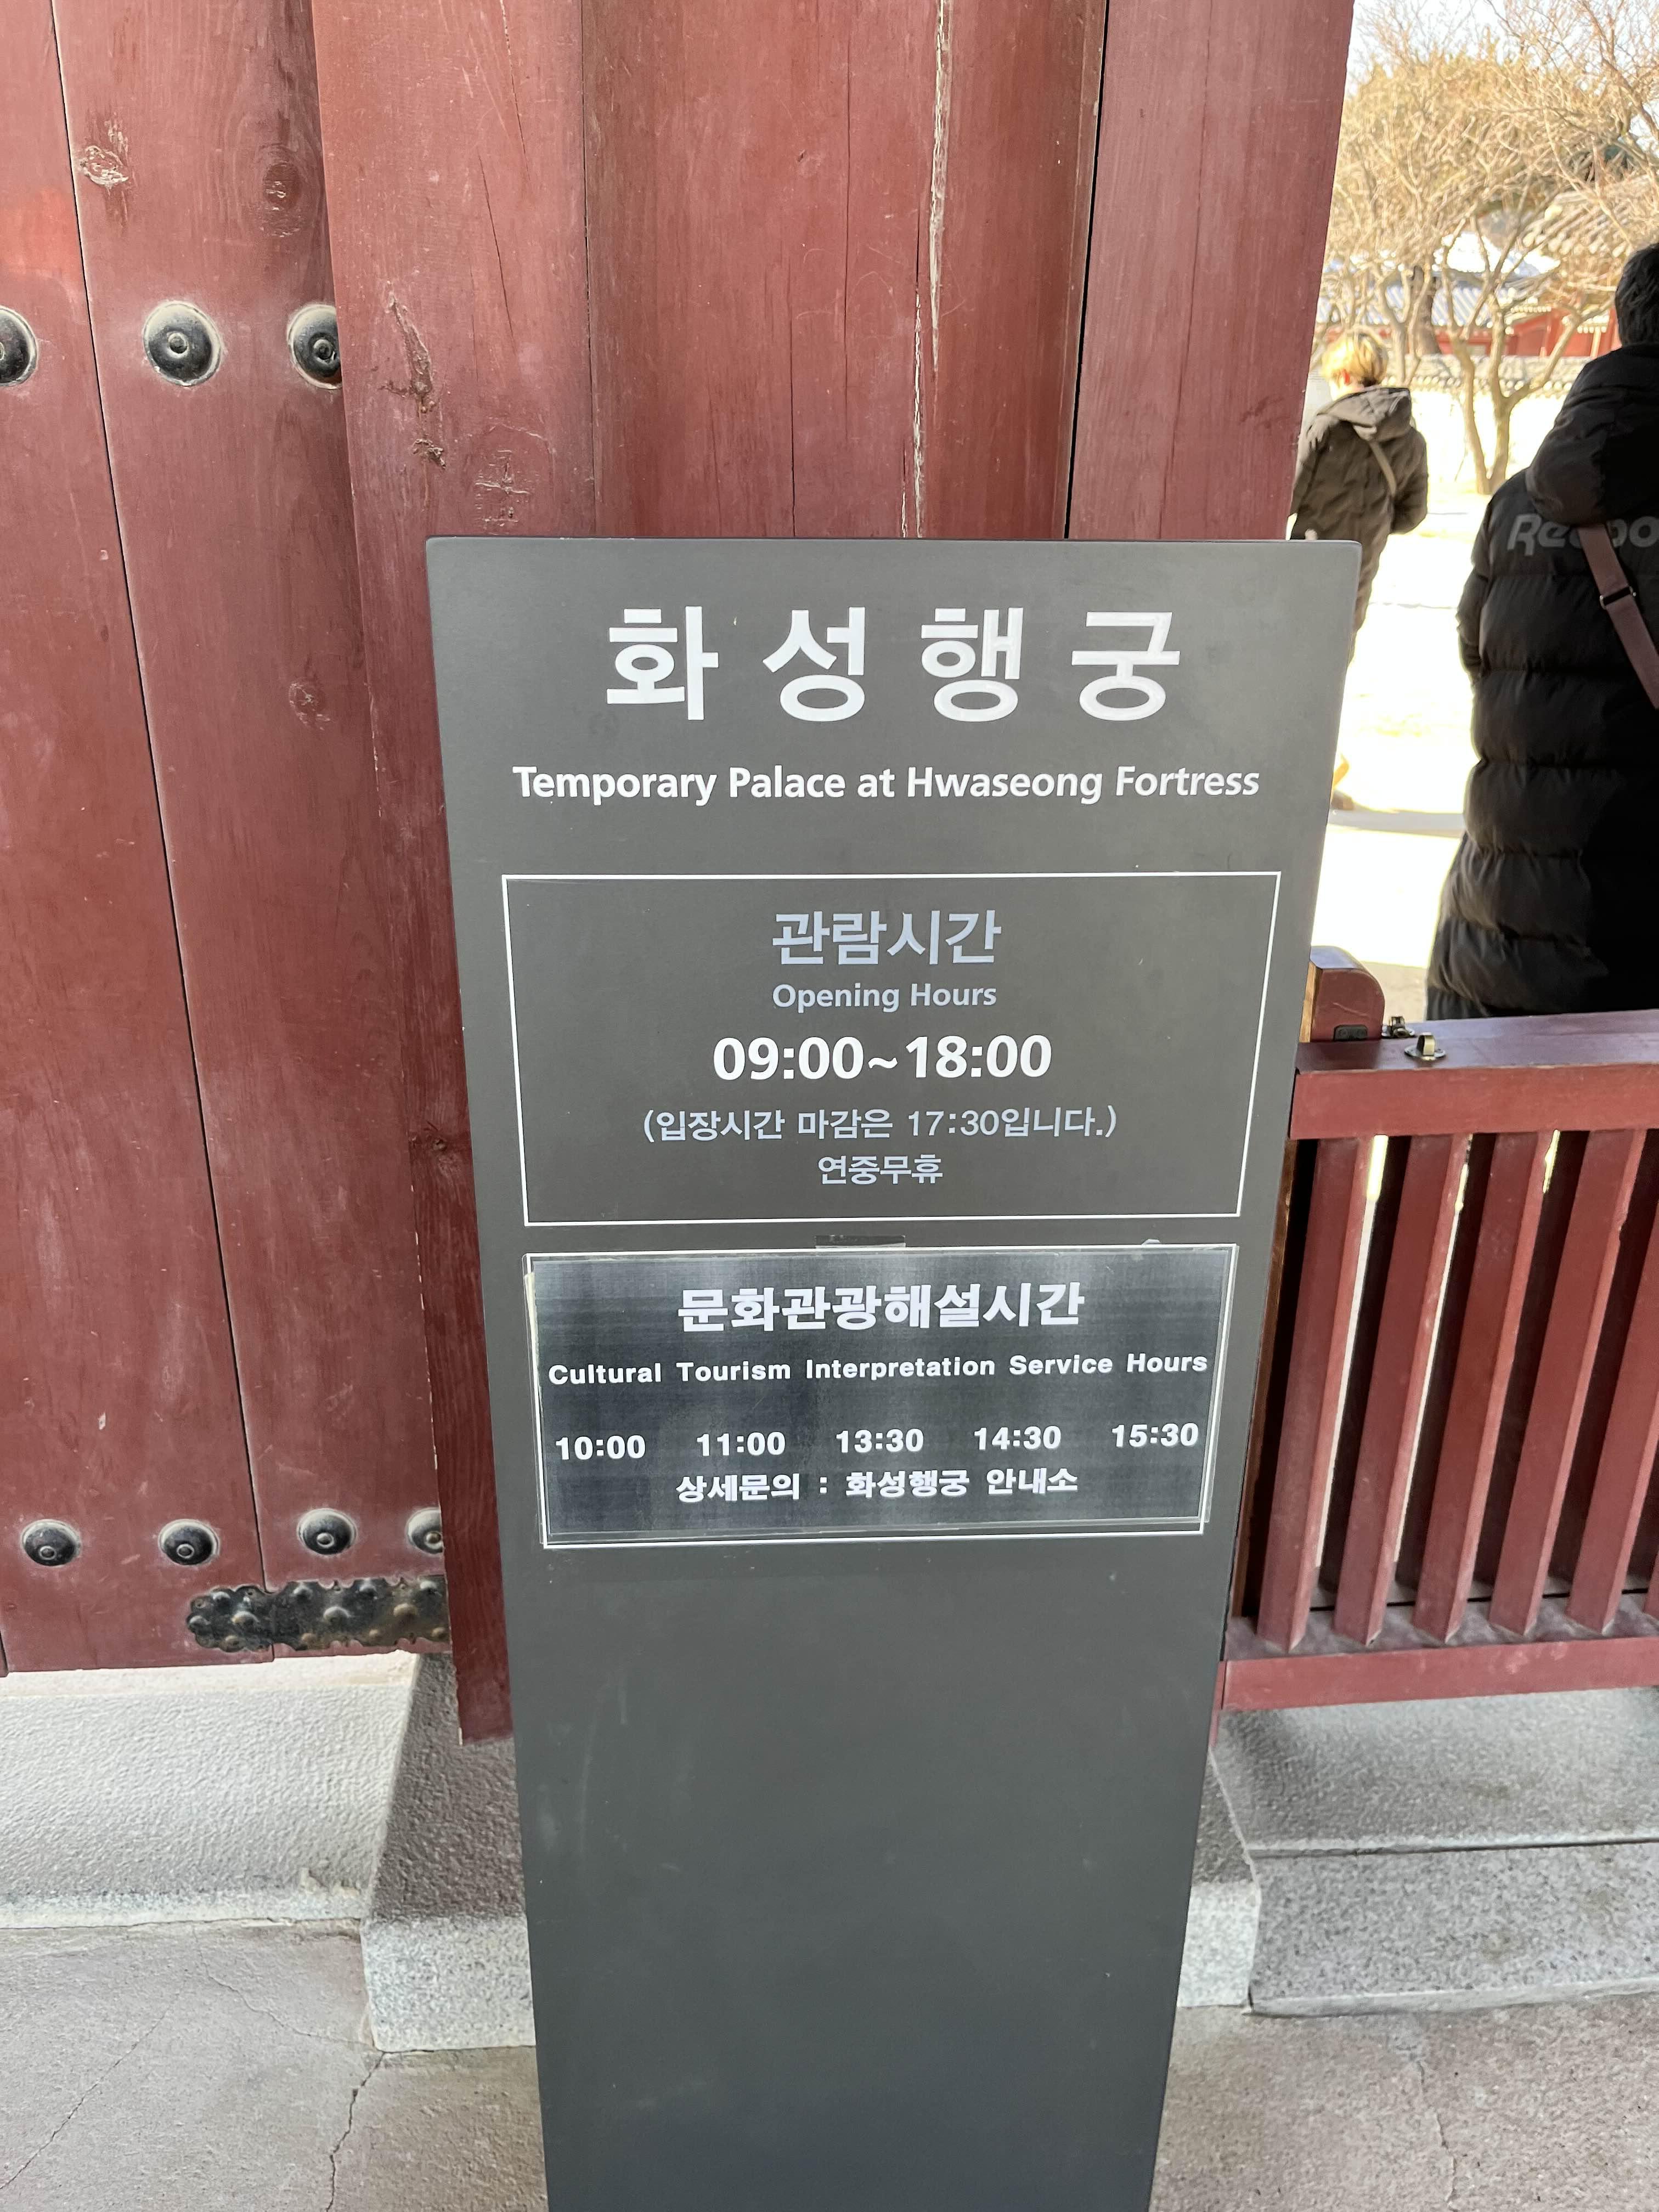 화성행궁
Temporary Palace at Hwaseong Fortress
관람시간
Opening Hours
09:00~18:00
(입장시간 마감은 17:30입니다.)
연중무휴
문화관광해설시간
Cultural Tourism Interpretation Service Hours
10:00 11:00 13:30 14:30 15:30
상세문의 : 화성행궁 안내소